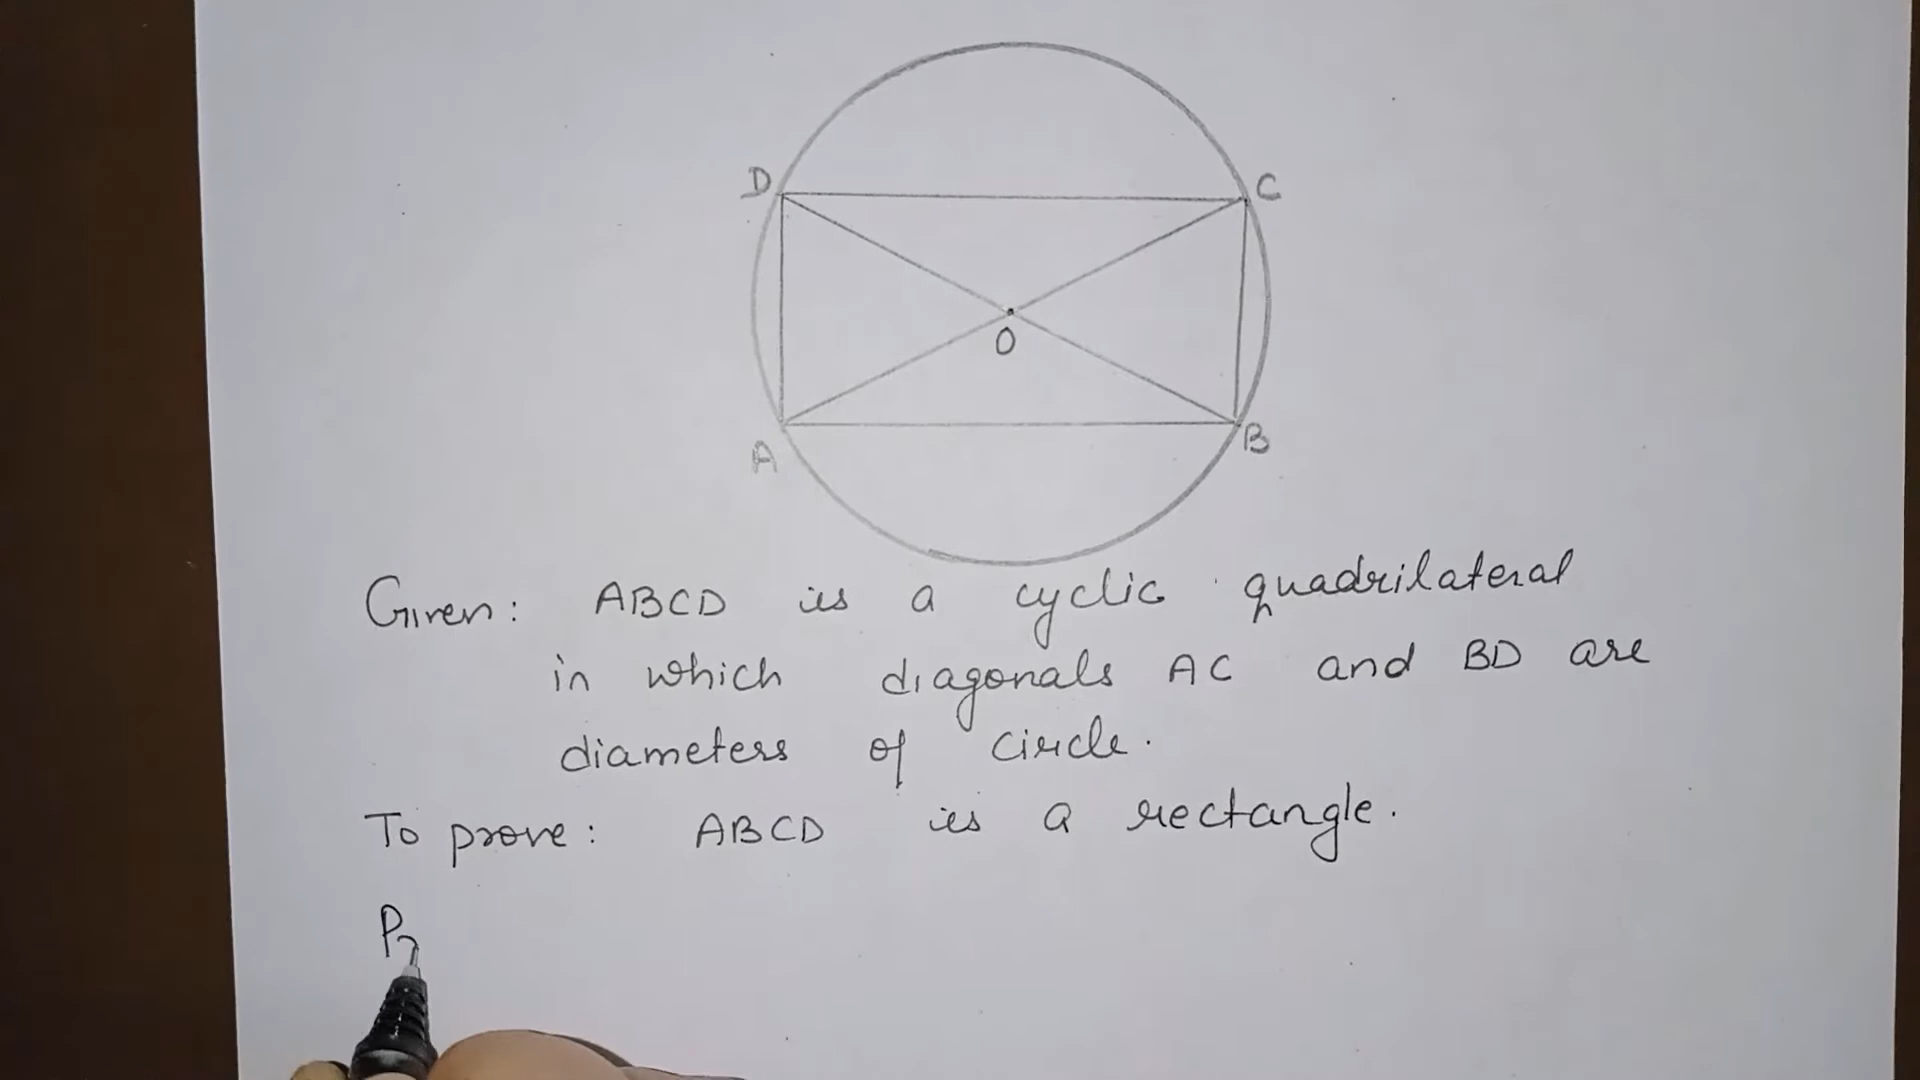 D C
O
A B
Given: ABCD is a cyclic quadrilateral
in which diagonals AC and BD are
diameters of circle.
To prove: ABCD is a rectangle.
Pr